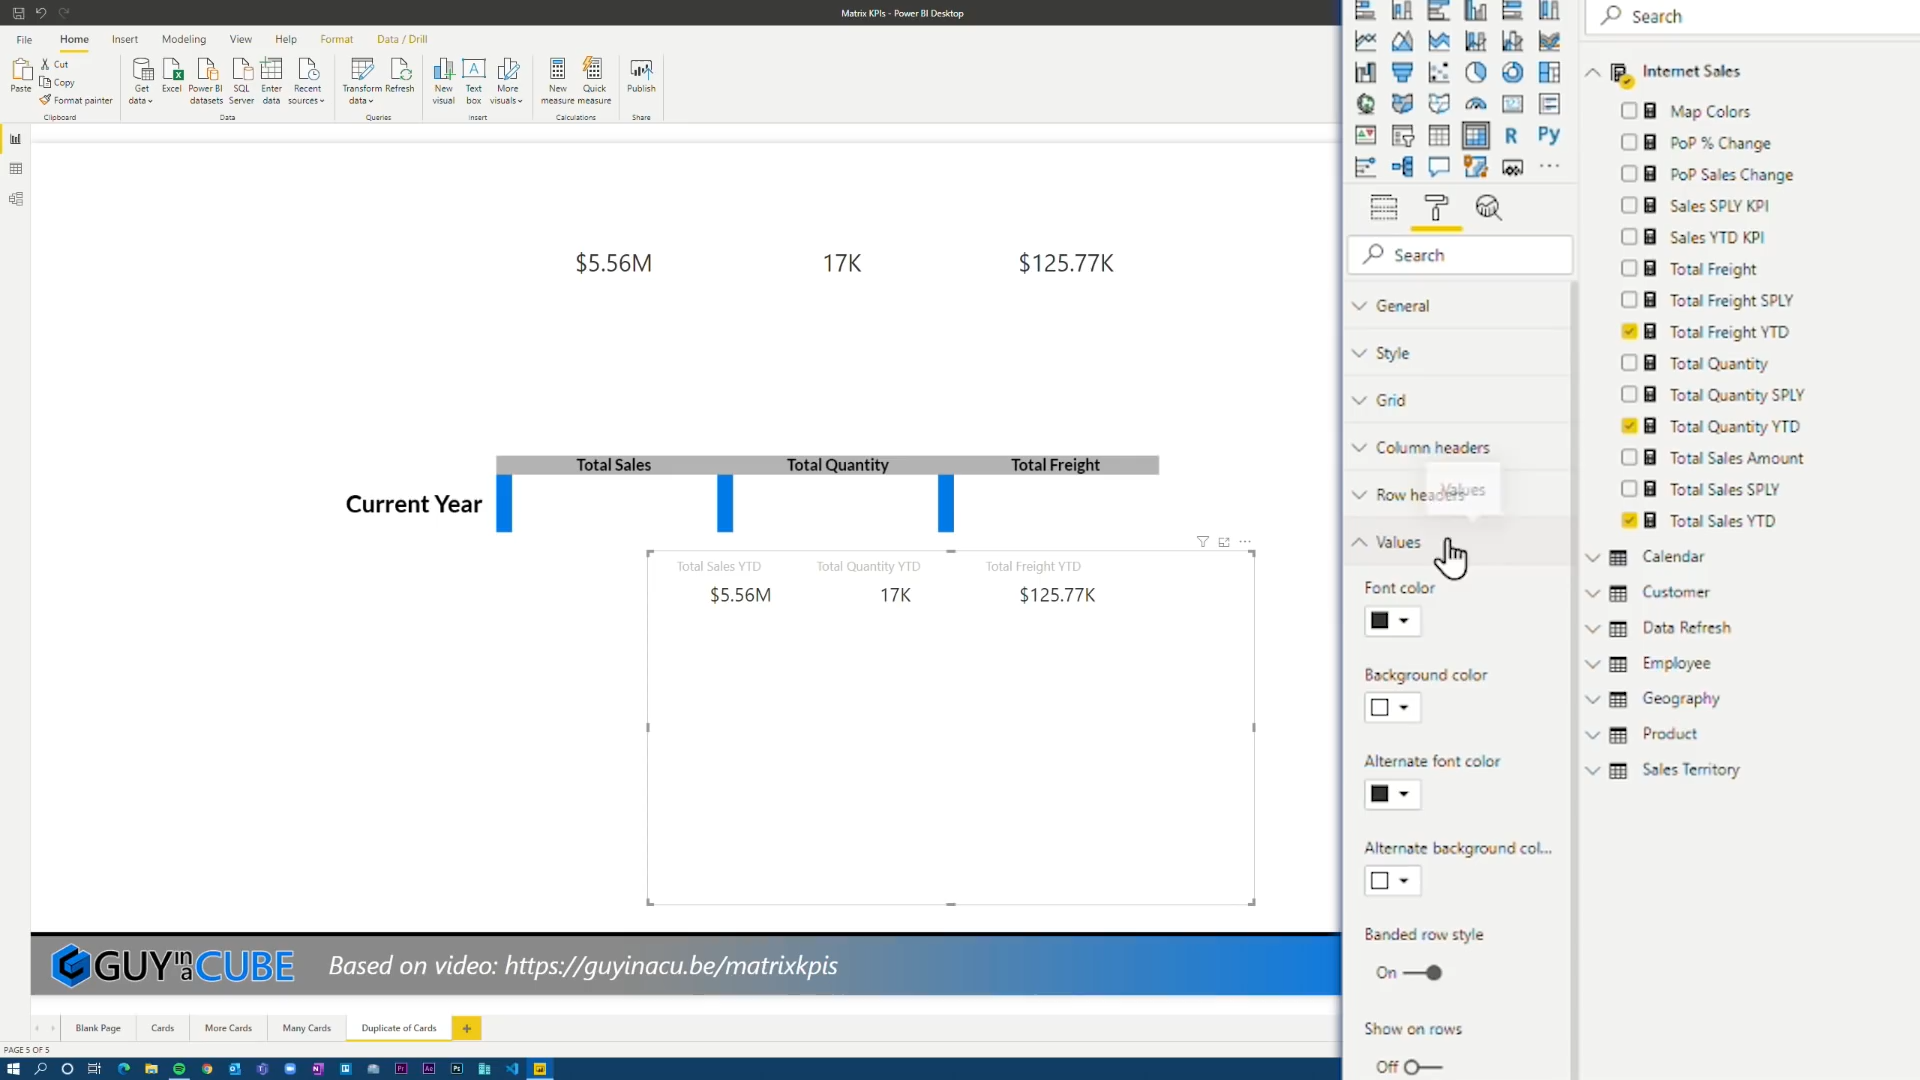 Matrix KPIs - Power BI Desktop
File Home Insert Modeling View Help Format Data / Drill
Paste
Cut
Copy
Format painter
Clipboard
Get data
Excel
Power BI datasets
SQL Server
Enter data
Recent sources
Data
Transform data
Refresh
Queries
New visual
Text box
More visuals
Insert
New measure
Quick measure
Calculations
Publish
Share
$5.56M 17K $125.77K
Total Sales Total Quantity Total Freight
Current Year
Total Sales YTD Total Quantity YTD Total Freight YTD
$5.56M 17K $125.77K
GUY in a CUBE
Based on video: https://guyinacu.be/matrixkpis
Blank Page Cards More Cards Many Cards Duplicate of Cards +
PAGE 5 OF 5
R Py
Search
General
Style
Grid
Column headers
Row headers
Values
Values
Font color
Background color
Alternate font color
Alternate background col...
Banded row style
On
Show on rows
Off
Search
Internet Sales
Map Colors
PoP % Change
PoP Sales Change
Sales SPLY KPI
Sales YTD KPI
Total Freight
Total Freight SPLY
Total Freight YTD
Total Quantity
Total Quantity SPLY
Total Quantity YTD
Total Sales Amount
Total Sales SPLY
Total Sales YTD
Calendar
Customer
Data Refresh
Employee
Geography
Product
Sales Territory